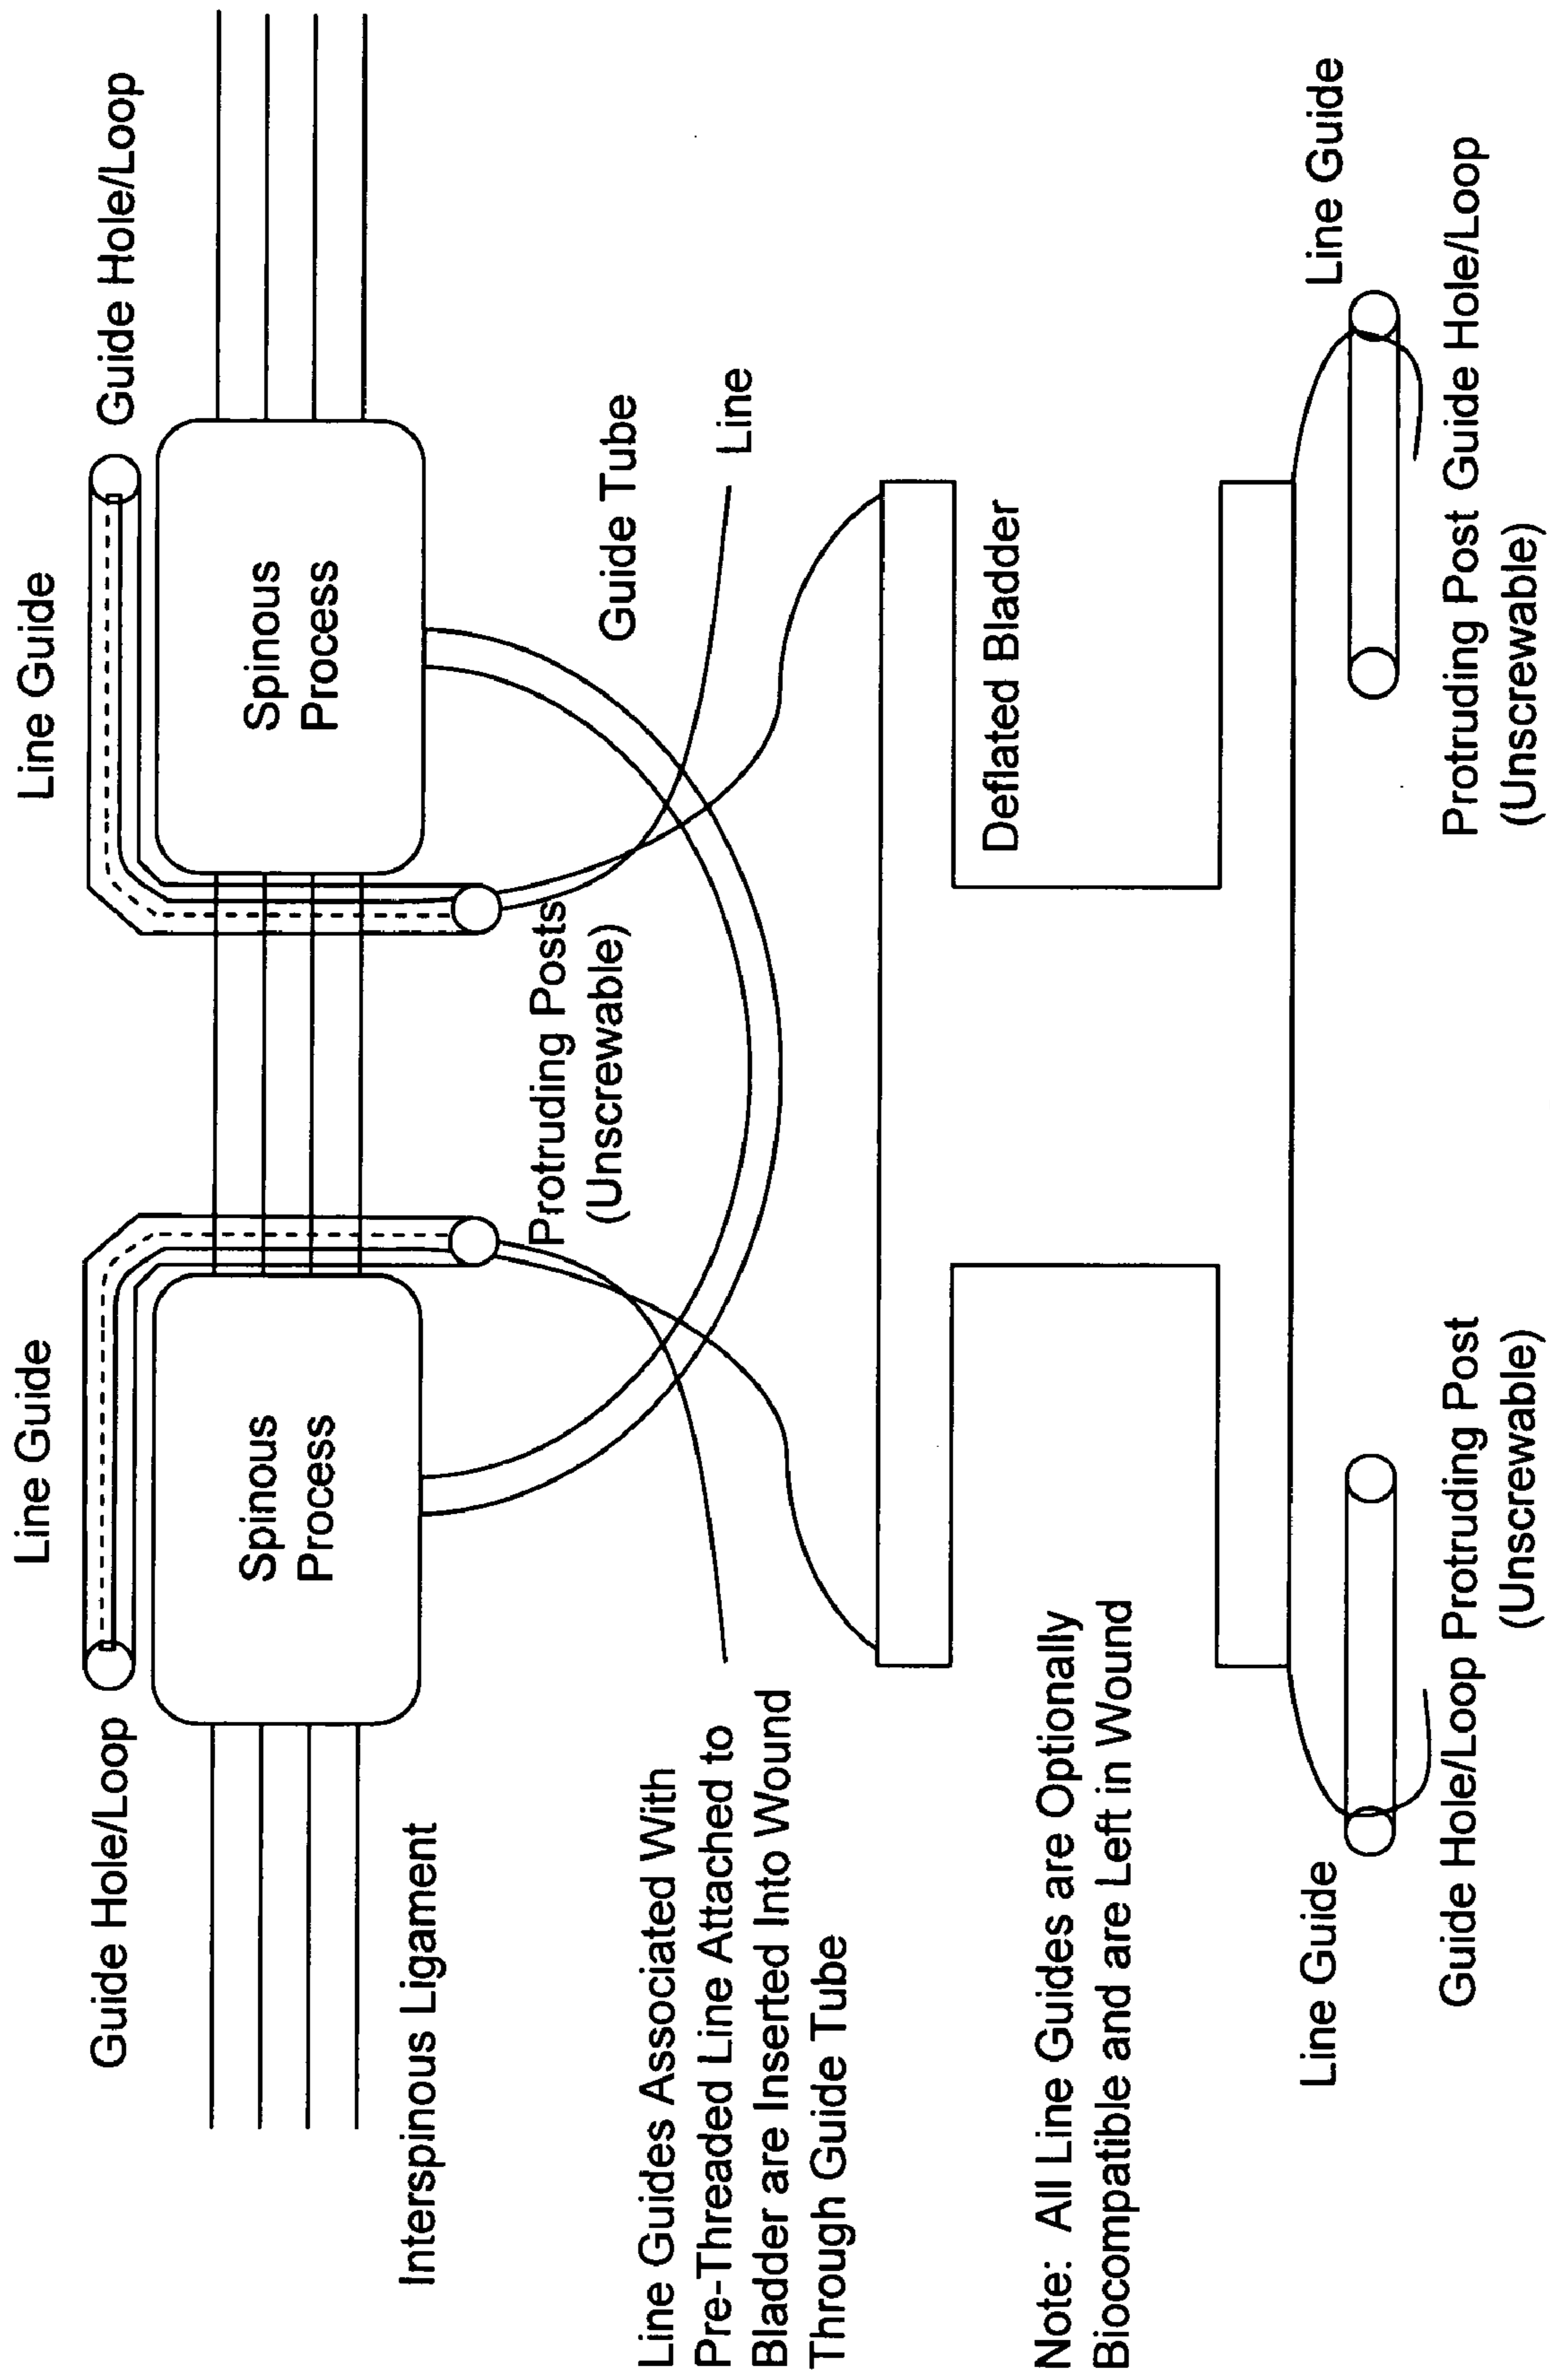 Line Guide
Line Guide
Guide Hole/Loop
Guide Hole/Loop
Spinous
Process
Spinous
Process
Interspinous Ligament
Protruding Posts
(Unscrewable)
Guide Tube
Line
Line Guides Associated With
Pre-Threaded Line Attached to
Bladder are Inserted Into Wound
Through Guide Tube
Deflated Bladder
Note: All Line Guides are Optionally
Biocompatible and are Left in Wound
Line Guide
Line Guide
Guide Hole/Loop Protruding Post
(Unscrewable)
Protruding Post Guide Hole/Loop
(Unscrewable)